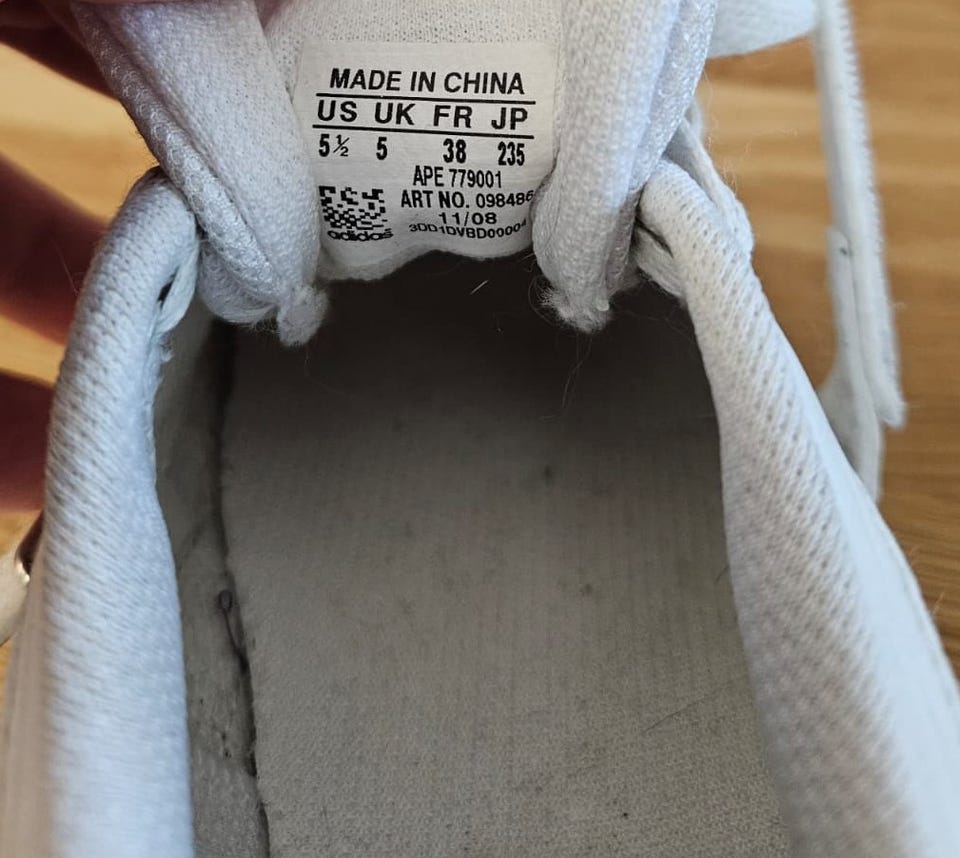 MADE IN CHINA
US UK FR JP
5½ 5 38 235
APE 779001
ART NO. 098486
11/08
3DD1DVBD00004
adidas